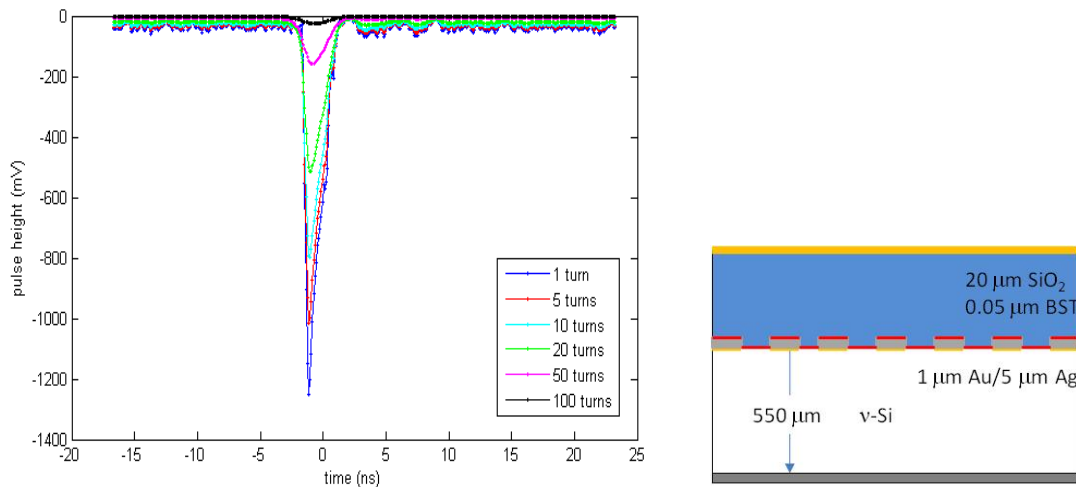 0
-200
-400
-600
-800
-1000
-1200
-1400
pulse height (mV)
-20
-15
-10
-5
0
5
10
15
20
25
time (ns)
1 turn
5 turns
10 turns
20 turns
50 turns
100 turns
20 μm SiO₂
0.05 μm BST
1 μm Au/5 μm Ag
550 μm
ν-Si